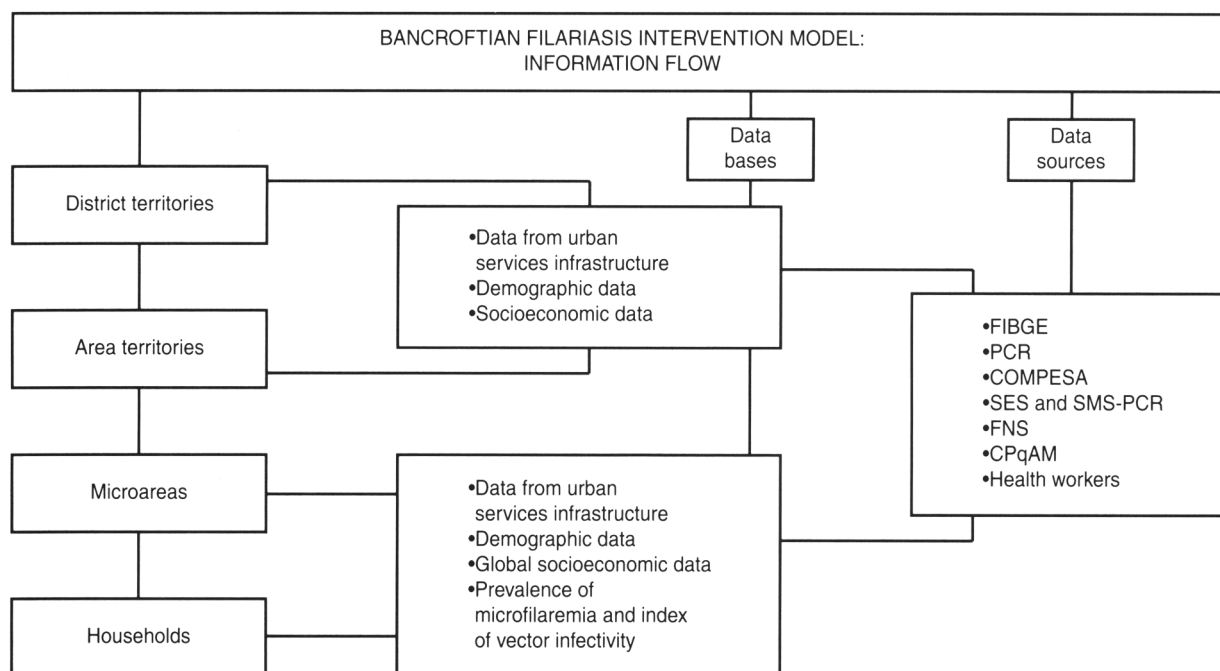 BANCROFTIAN FILARIASIS INTERVENTION MODEL:
INFORMATION FLOW
Data
bases
Data
sources
District territories
•Data from urban
services infrastructure
•Demographic data
•Socioeconomic data
Area territories
•FIBGE
•PCR
•COMPESA
•SES and SMS-PCR
•FNS
•CPqAM
•Health workers
Microareas
•Data from urban
services infrastructure
•Demographic data
•Global socioeconomic data
•Prevalence of
microfilaremia and index
of vector infectivity
Households